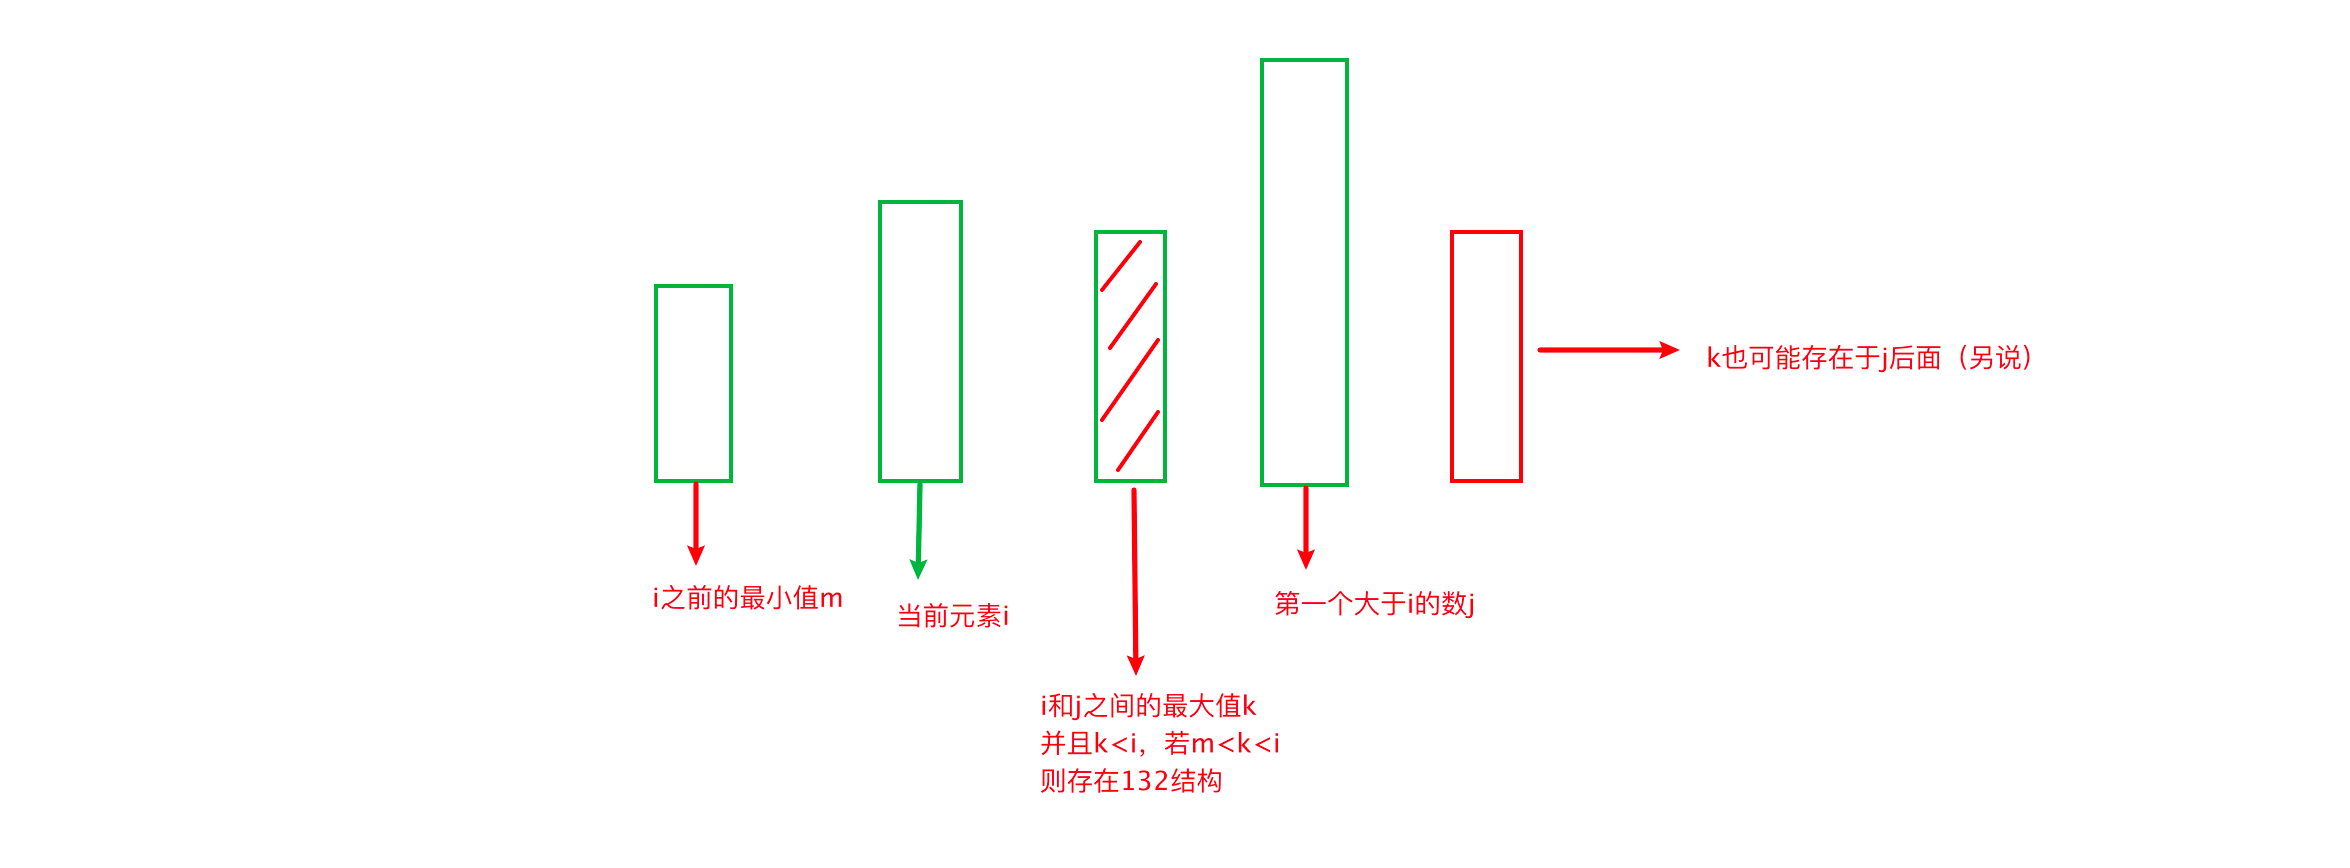 k也可能存在于j后面（另说）
i之前的最小值m
当前元素i
第一个大于i的数j
i和j之间的最大值k
并且k<i，若m<k<i
则存在132结构